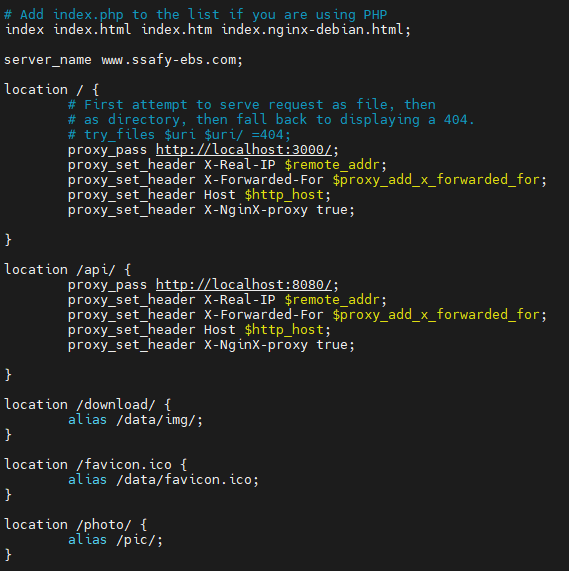 # Add index.php to the list if you are using PHP
index index.html index.htm index.nginx-debian.html;
server_name www.ssafy-ebs.com;
location / {
# First attempt to serve request as file, then
# as directory, then fall back to displaying a 404.
# try_files $uri $uri/ =404;
proxy_pass http://localhost:3000/;
proxy_set_header X-Real-IP $remote_addr;
proxy_set_header X-Forwarded-For $proxy_add_x_forwarded_for;
proxy_set_header Host $http_host;
proxy_set_header X-NginX-proxy true;
}
location /api/ {
proxy_pass http://localhost:8080/;
proxy_set_header X-Real-IP $remote_addr;
proxy_set_header X-Forwarded-For $proxy_add_x_forwarded_for;
proxy_set_header Host $http_host;
proxy_set_header X-NginX-proxy true;
}
location /download/ {
alias /data/img/;
}
location /favicon.ico {
alias /data/favicon.ico;
}
location /photo/ {
alias /pic/;
}